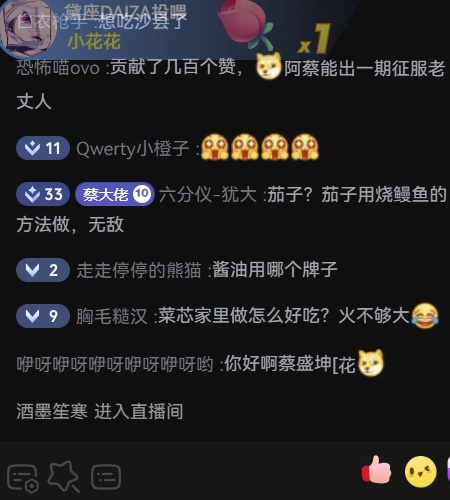 黛座DAIZA投喂
白衣枪手 :想吃沙县了
小花花
x1
恐怖喵ovo :贡献了几百个赞，阿蔡能出一期征服老
丈人
11 Qwerty小橙子 :
33 蔡大佬 10 六分仪-犹大 :茄子？茄子用烧鳗鱼的
方法做，无敌
2 走走停停的熊猫 :酱油用哪个牌子
9 胸毛糙汉 :菜芯家里做怎么好吃？火不够大
咿呀咿呀咿呀咿呀咿呀哟 :你好啊蔡盛坤[花
酒墨笙寒 进入直播间